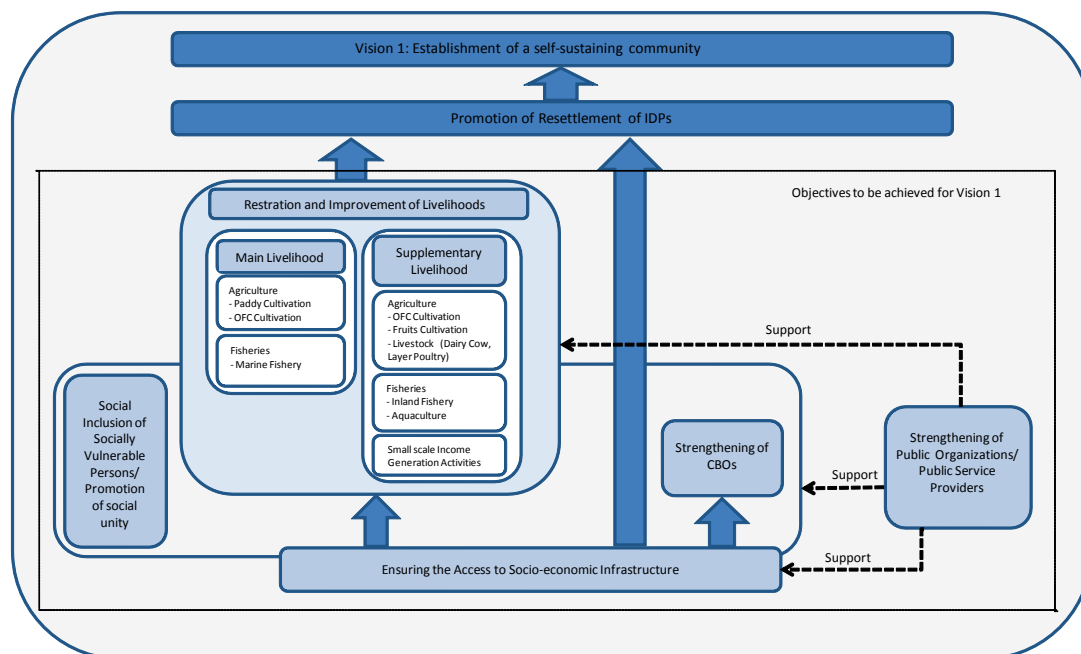 Vision 1: Establishment of a self-sustaining community
Promotion of Resettlement of IDPs
Objectives to be achieved for Vision 1
Restration and Improvement of Livelihoods
Main Livelihood
Agriculture
- Paddy Cultivation
- OFC Cultivation
Fisheries
- Marine Fishery
Supplementary
Livelihood
Agriculture
- OFC Cultivation
- Fruits Cultivation
- Livestock (Dairy Cow,
Layer Poultry)
Fisheries
- Inland Fishery
- Aquaculture
Small scale Income
Generation Activities
Social
Inclusion of
Socially
Vulnerable
Persons/
Promotion
of social
unity
Strengthening of
CBOs
Support
Support
Support
Strengthening of
Public Organizations/
Public Service
Providers
Ensuring the Access to Socio-economic Infrastructure